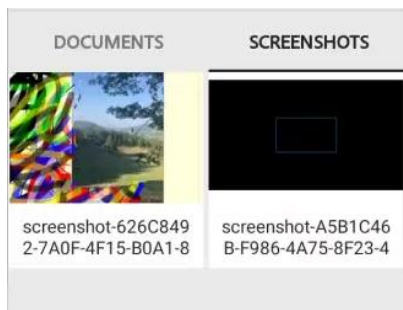 DOCUMENTS
SCREENSHOTS
screenshot-626C849
2-7A0F-4F15-B0A1-8
screenshot-A5B1C46
B-F986-4A75-8F23-4